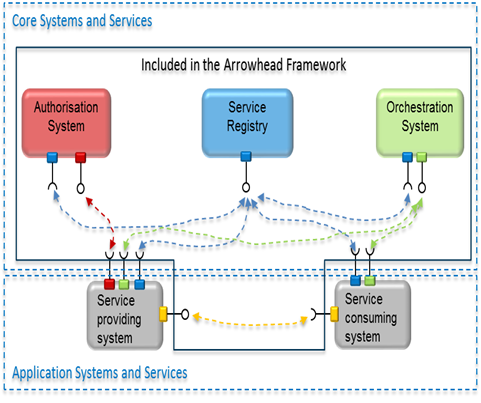 Core Systems and Services
Included in the Arrowhead Framework
Authorisation
System
Service
Registry
Orchestration
System
Service
providing
system
Service
consuming
system
Application Systems and Services